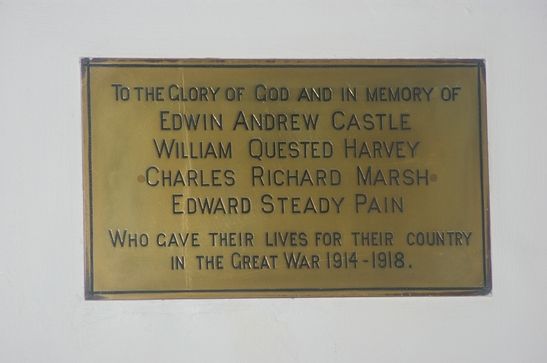 To the Glory of God and in memory of
Edwin Andrew Castle
William Quested Harvey
Charles Richard Marsh
Edward Steady Pain
Who gave their lives for their country
in the Great War 1914-1918.